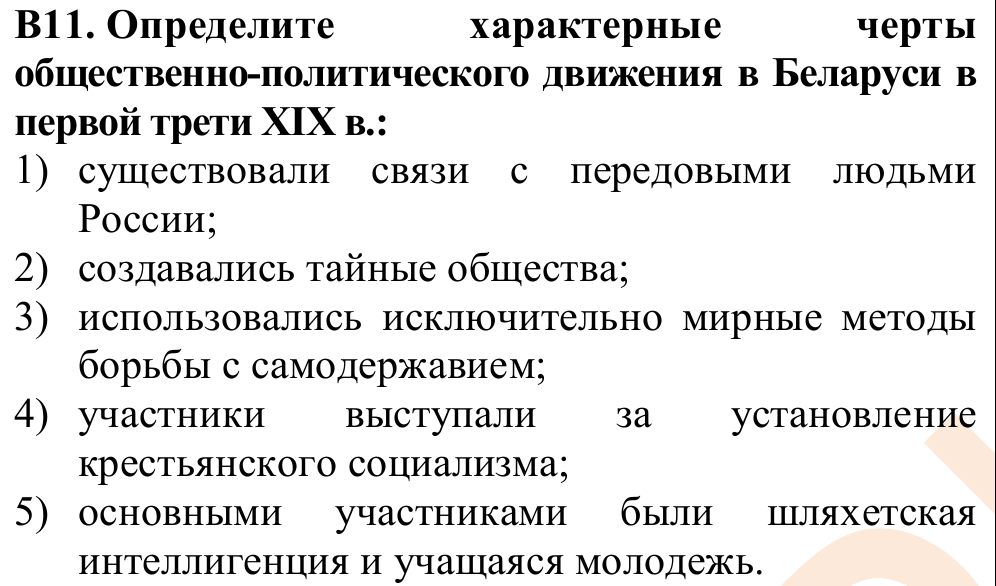 В11. Определите характерные черты
общественно-политического движения в Беларуси в
первой трети XIX в.:
1) существовали связи с передовыми людьми
России;
2) создавались тайные общества;
3) использовались исключительно мирные методы
борьбы с самодержавием;
4) участники выступали за установление
крестьянского социализма;
5) основными участниками были шляхетская
интеллигенция и учащаяся молодежь.